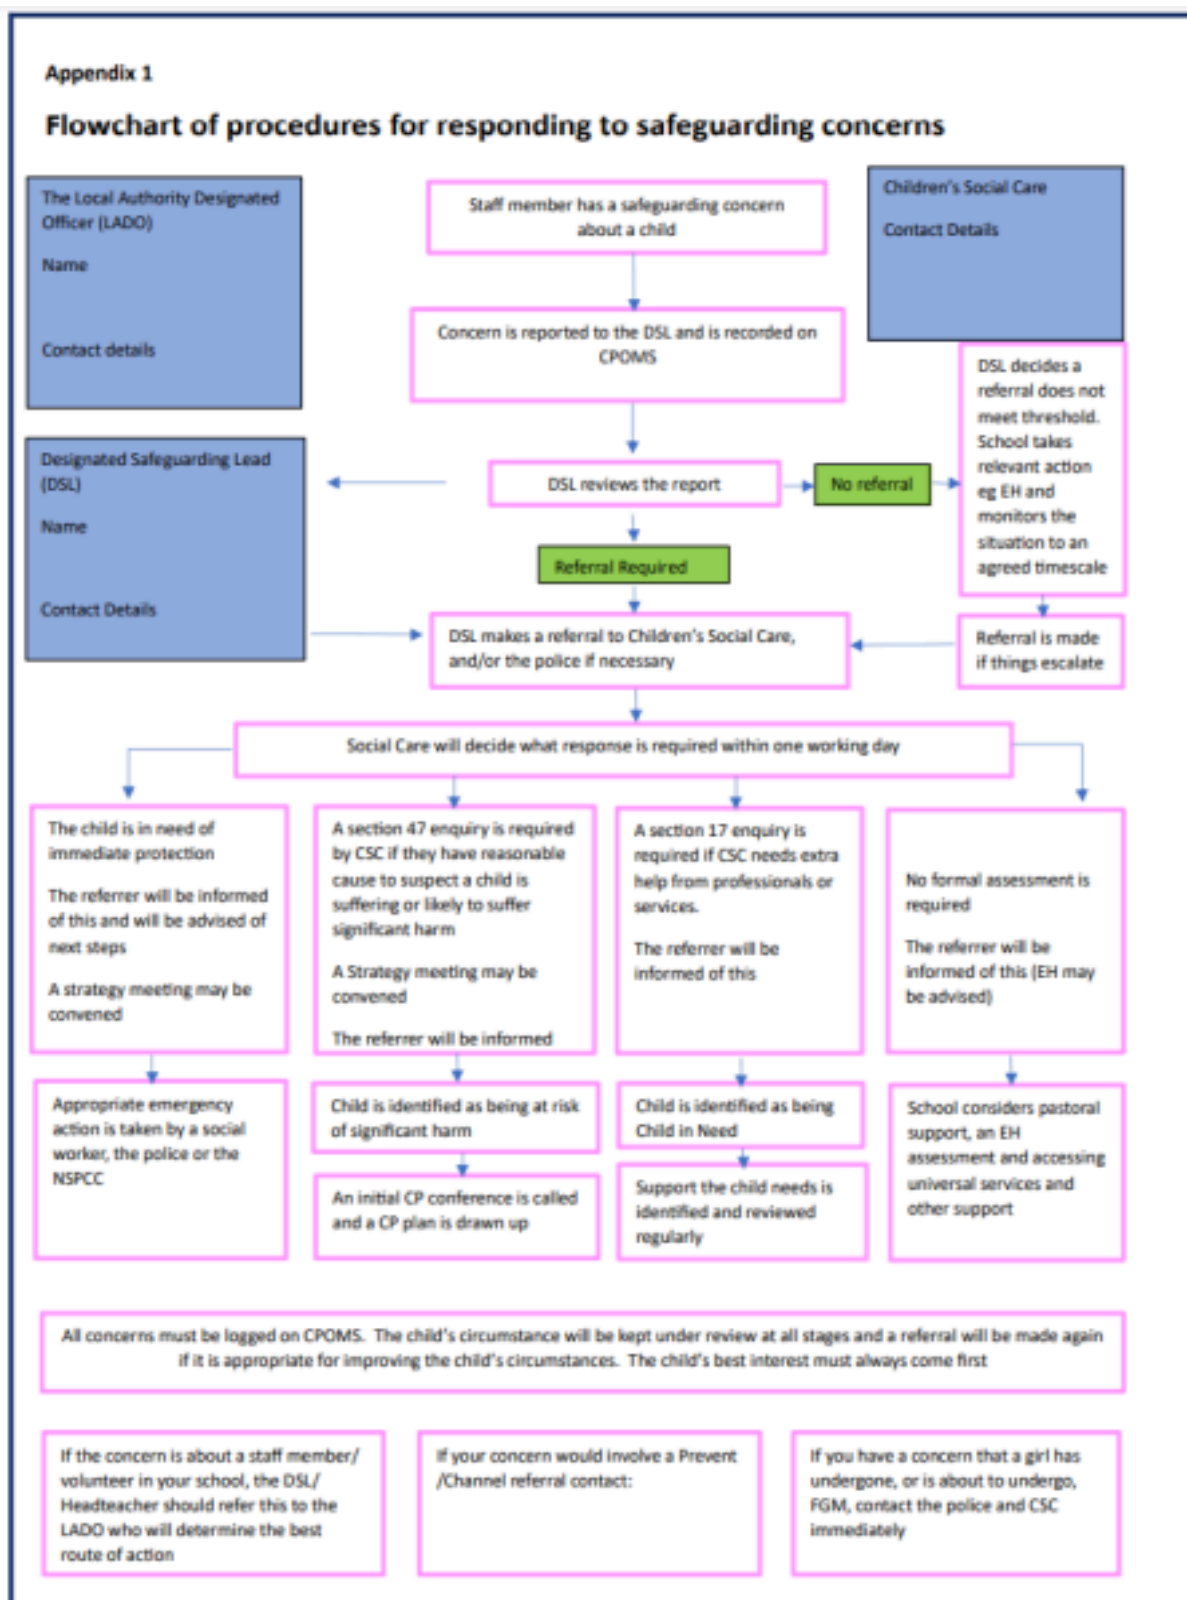 Appendix 1
Flowchart of procedures for responding to safeguarding concerns
The Local Authority Designated
Officer (LADO)
Name
Contact details
Staff member has a safeguarding concern
about a child
Children's Social Care
Contact Details
Concern is reported to the DSL and is recorded on
CPOMS
DSL decides a
referral does not
meet threshold.
School takes
relevant action
eg EH and
monitors the
situation to an
agreed timescale
Designated Safeguarding Lead
(DSL)
Name
Contact Details
DSL reviews the report
No referral
Referral Required
DSL makes a referral to Children's Social Care,
and/or the police if necessary
Referral is made
if things escalate
Social Care will decide what response is required within one working day
The child is in need of
immediate protection
The referrer will be informed
of this and will be advised of
next steps
A strategy meeting may be
convened
A section 47 enquiry is required
by CSC if they have reasonable
cause to suspect a child is
suffering or likely to suffer
significant harm
A Strategy meeting may be
convened
The referrer will be informed
A section 17 enquiry is
required if CSC needs extra
help from professionals or
services.
The referrer will be
informed of this
No formal assessment is
required
The referrer will be
informed of this (EH may
be advised)
Appropriate emergency
action is taken by a social
worker, the police or the
NSPCC
Child is identified as being at risk
of significant harm
An initial CP conference is called
and a CP plan is drawn up
Child is identified as being
Child in Need
Support the child needs is
identified and reviewed
regularly
School considers pastoral
support, an EH
assessment and accessing
universal services and
other support
All concerns must be logged on CPOMS. The child's circumstance will be kept under review at all stages and a referral will be made again
if it is appropriate for improving the child's circumstances. The child's best interest must always come first
If the concern is about a staff member/
volunteer in your school, the DSL/
Headteacher should refer this to the
LADO who will determine the best
route of action
If your concern would involve a Prevent
/Channel referral contact:
If you have a concern that a girl has
undergone, or is about to undergo,
FGM, contact the police and CSC
immediately